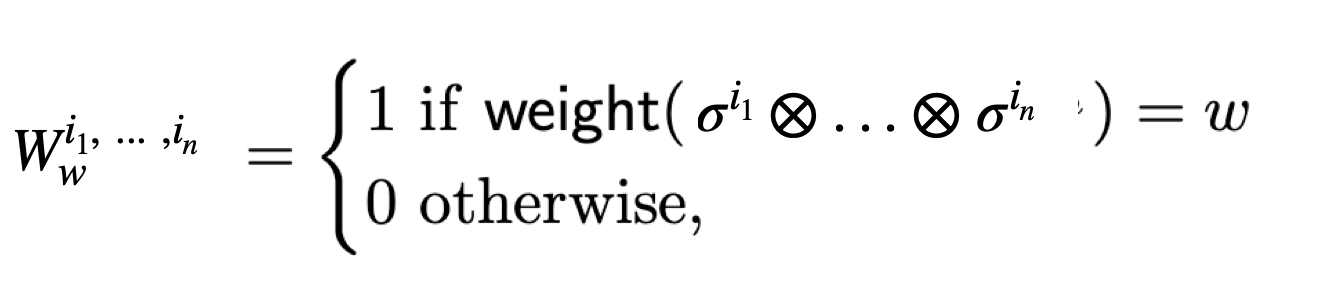 W_w^{i_1, ... ,i_n} = { 1 if weight( σ^{i_1} ⊗ . . . ⊗ σ^{i_n} ) = w
0 otherwise,